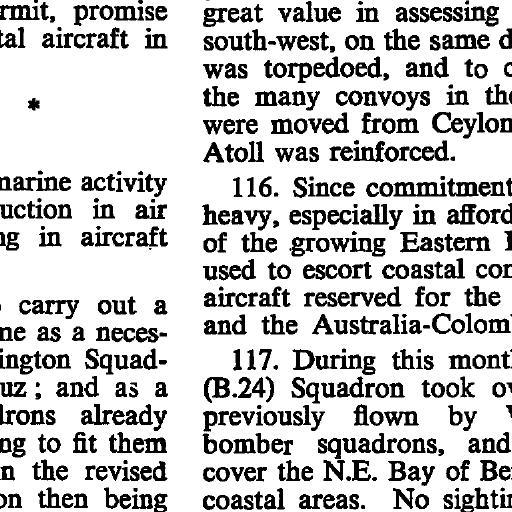 rmit, promise
tal aircraft in
*
marine activity
uction in air
ng in aircraft
carry out a
me as a neces-
ington Squad-
uz; and as a
drons already
ng to fit them
n the revised
on then being
great value in assessing
south-west, on the same d
was torpedoed, and to c
the many convoys in the
were moved from Ceylon
Atoll was reinforced.
116. Since commitment
heavy, especially in afford
of the growing Eastern
used to escort coastal con
aircraft reserved for the
and the Australia-Colom
117. During this mont
(B.24) Squadron took ov
previously flown by
bomber squadrons, and
cover the N.E. Bay of Be
coastal areas. No sightin